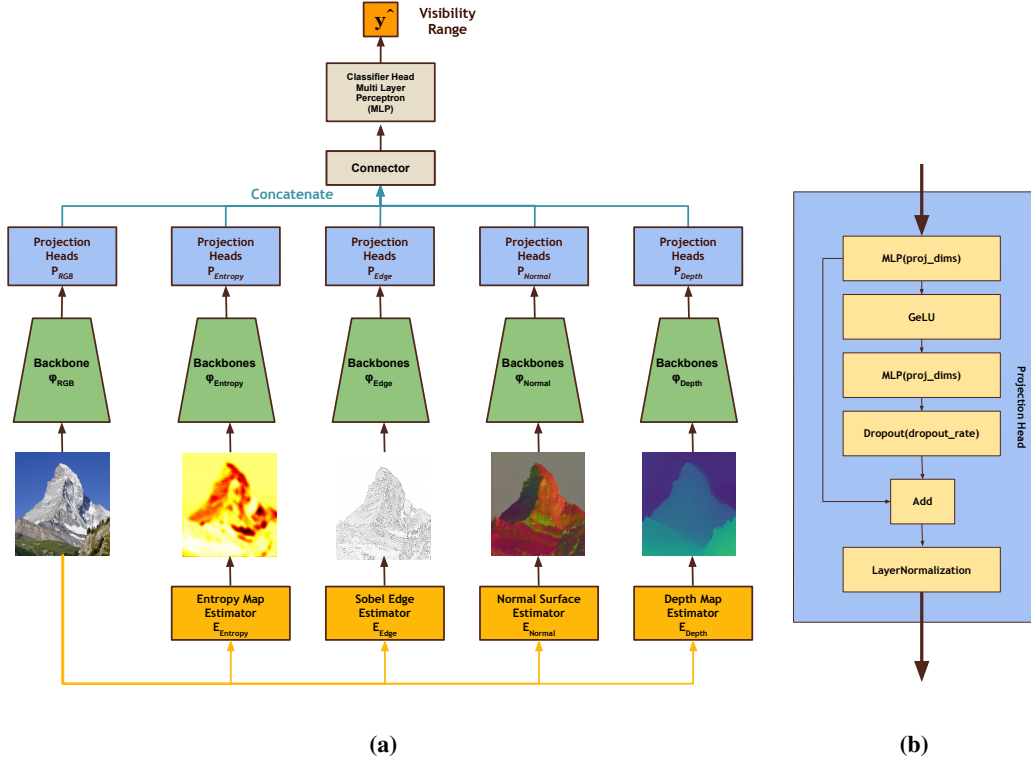 y^
Visibility
Range
Classifier Head
Multi Layer
Perceptron
(MLP)
Connector
Concatenate
Projection
Heads
P_RGB
Projection
Heads
P_Entropy
Projection
Heads
P_Edge
Projection
Heads
P_Normal
Projection
Heads
P_Depth
Backbone
φ_RGB
Backbones
φ_Entropy
Backbones
φ_Edge
Backbones
φ_Normal
Backbones
φ_Depth
Entropy Map
Estimator
E_Entropy
Sobel Edge
Estimator
E_Edge
Normal Surface
Estimator
E_Normal
Depth Map
Estimator
E_Depth
(a)
MLP(proj_dims)
GeLU
MLP(proj_dims)
Dropout(dropout_rate)
Add
LayerNormalization
Projection Head
(b)